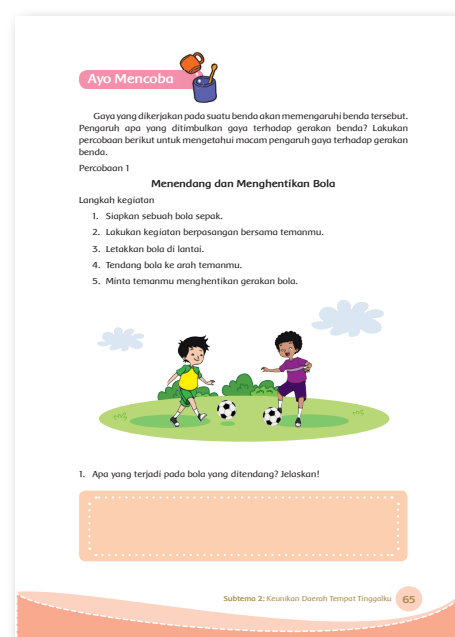 Ayo Mencoba
Gaya yang dikerjakan pada suatu benda akan memengaruhi benda tersebut.
Pengaruh apa yang ditimbulkan gaya terhadap gerakan benda? Lakukan
percobaan berikut untuk mengetahui macam pengaruh gaya terhadap gerakan
benda.
Percobaan 1
Menendang dan Menghentikan Bola
Langkah kegiatan
1. Siapkan sebuah bola sepak.
2. Lakukan kegiatan berpasangan bersama temanmu.
3. Letakkan bola di lantai.
4. Tendang bola ke arah temanmu.
5. Minta temanmu menghentikan gerakan bola.
1. Apa yang terjadi pada bola yang ditendang? Jelaskan!
Subtema 2: Keunikan Daerah Tempat Tinggalku 65